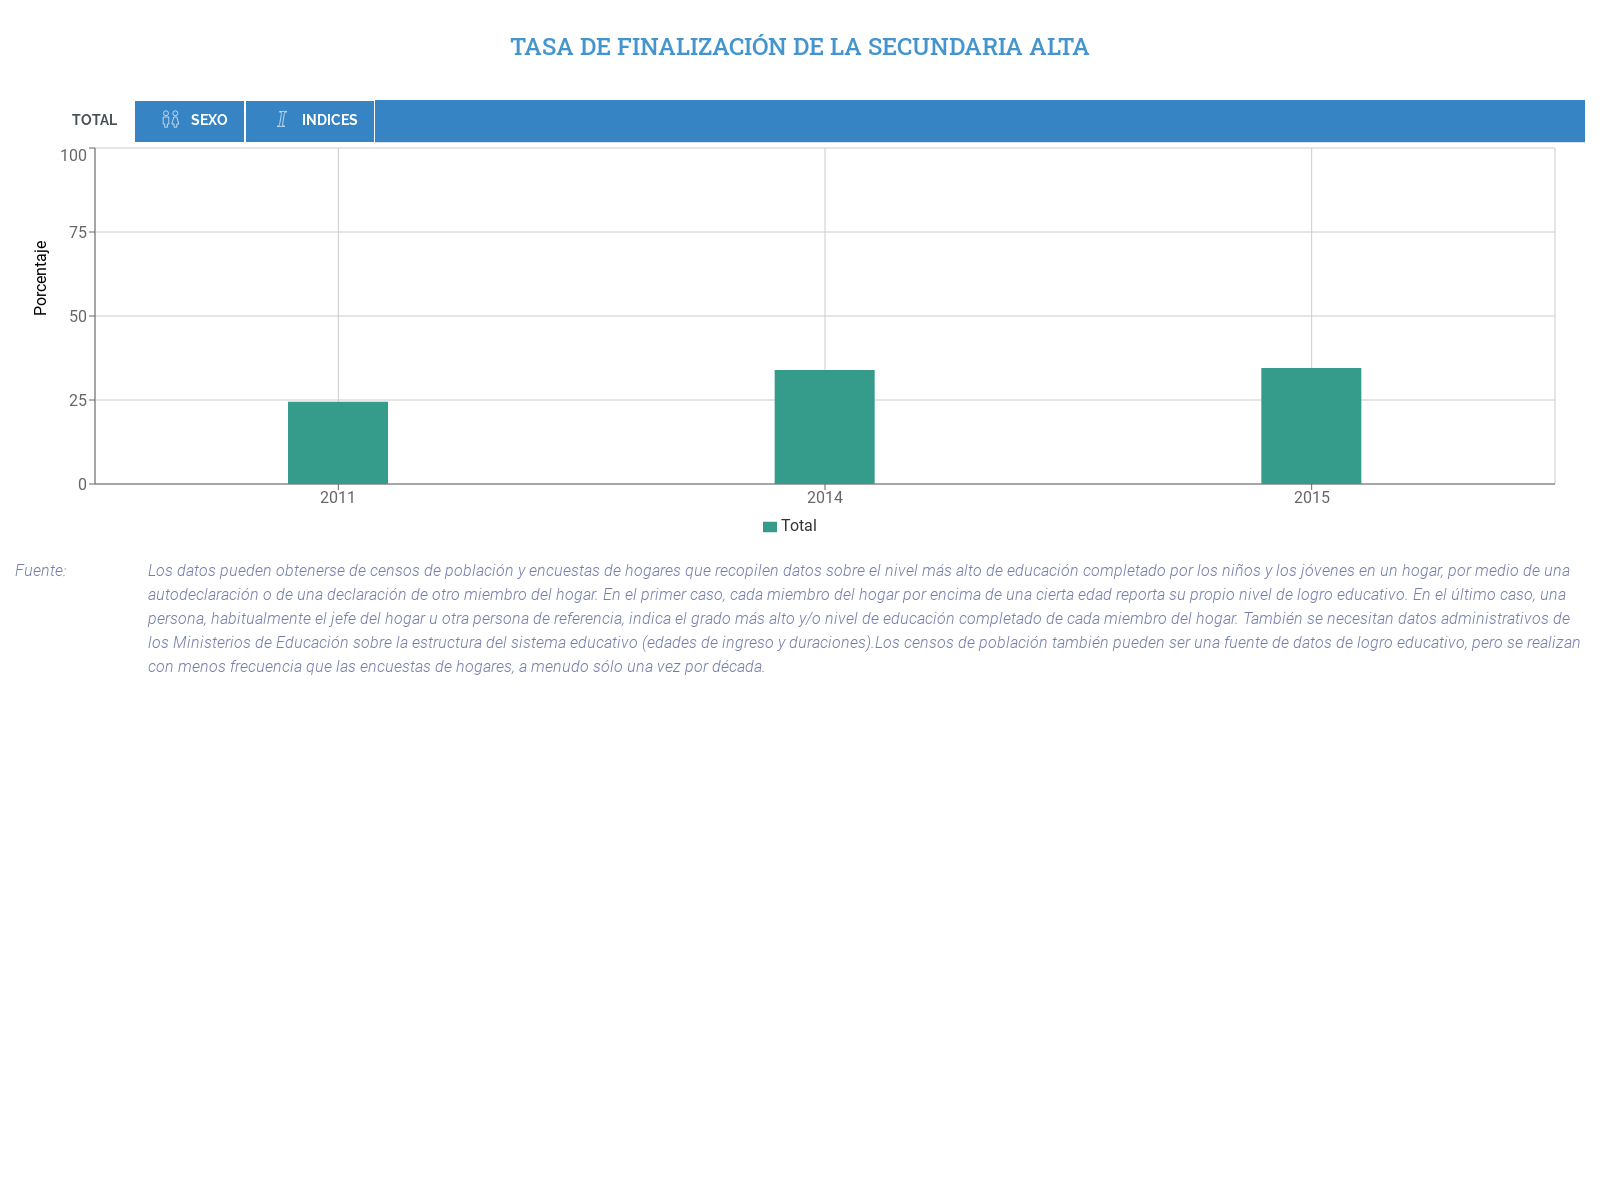 TASA DE FINALIZACIÓN DE LA SECUNDARIA ALTA
TOTAL SEXO INDICES
100
75
50
25
0
Porcentaje
2011 2014 2015
Total
Fuente: Los datos pueden obtenerse de censos de población y encuestas de hogares que recopilen datos sobre el nivel más alto de educación completado por los niños y los jóvenes en un hogar, por medio de una
autodeclaración o de una declaración de otro miembro del hogar. En el primer caso, cada miembro del hogar por encima de una cierta edad reporta su propio nivel de logro educativo. En el último caso, una
persona, habitualmente el jefe del hogar u otra persona de referencia, indica el grado más alto y/o nivel de educación completado de cada miembro del hogar. También se necesitan datos administrativos de
los Ministerios de Educación sobre la estructura del sistema educativo (edades de ingreso y duraciones).Los censos de población también pueden ser una fuente de datos de logro educativo, pero se realizan
con menos frecuencia que las encuestas de hogares, a menudo sólo una vez por década.